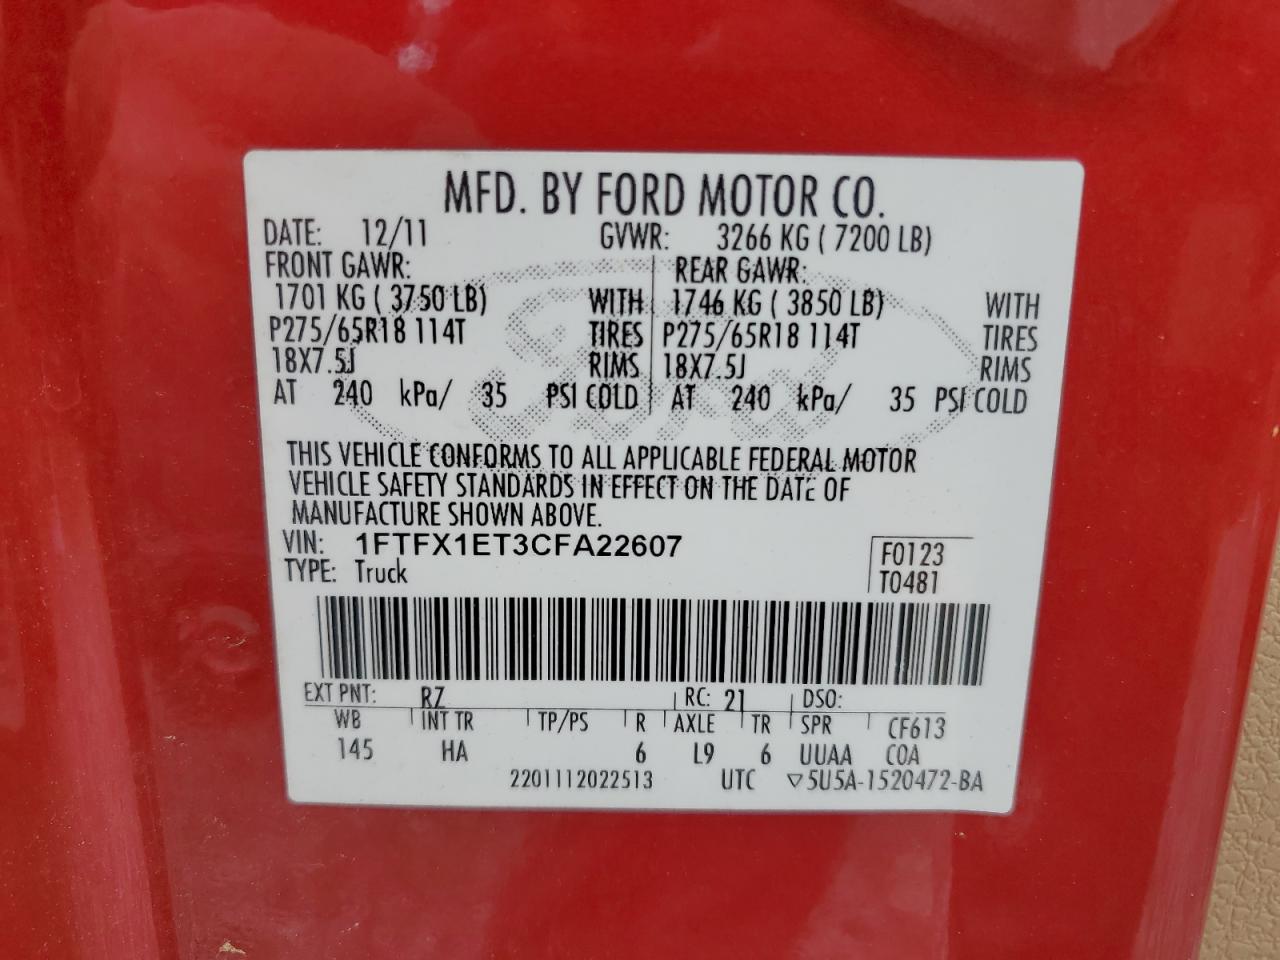 MFD. BY FORD MOTOR CO.
DATE: 12/11 GVWR: 3266 KG ( 7200 LB)
FRONT GAWR: REAR GAWR:
1701 KG ( 3750 LB) WITH 1746 KG ( 3850 LB) WITH
P275/65R18 114T TIRES P275/65R18 114T TIRES
18X7.5J RIMS 18X7.5J RIMS
AT 240 kPa/ 35 PSI COLD AT 240 kPa/ 35 PSI COLD
THIS VEHICLE CONFORMS TO ALL APPLICABLE FEDERAL MOTOR
VEHICLE SAFETY STANDARDS IN EFFECT ON THE DATE OF
MANUFACTURE SHOWN ABOVE.
VIN: 1FTFX1ET3CFA22607
F0123
TYPE: Truck
T0481
EXT PNT: RZ RC: 21 DSO:
WB INT TR TP/PS R AXLE TR SPR CF613
145 HA 6 L9 6 UUAA COA
2201112022513 UTC ▽5U5A-1520472-BA
Ford